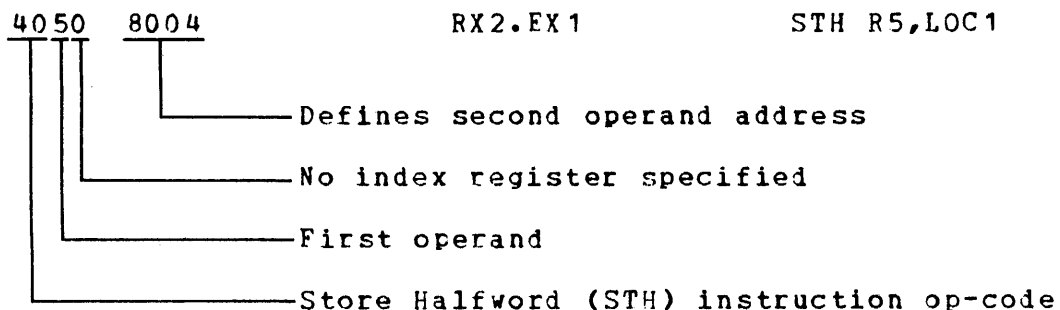 4050 8004 RX2.EX1 STH R5,LOC1
Defines second operand address
No index register specified
First operand
Store Halfword (STH) instruction op-code